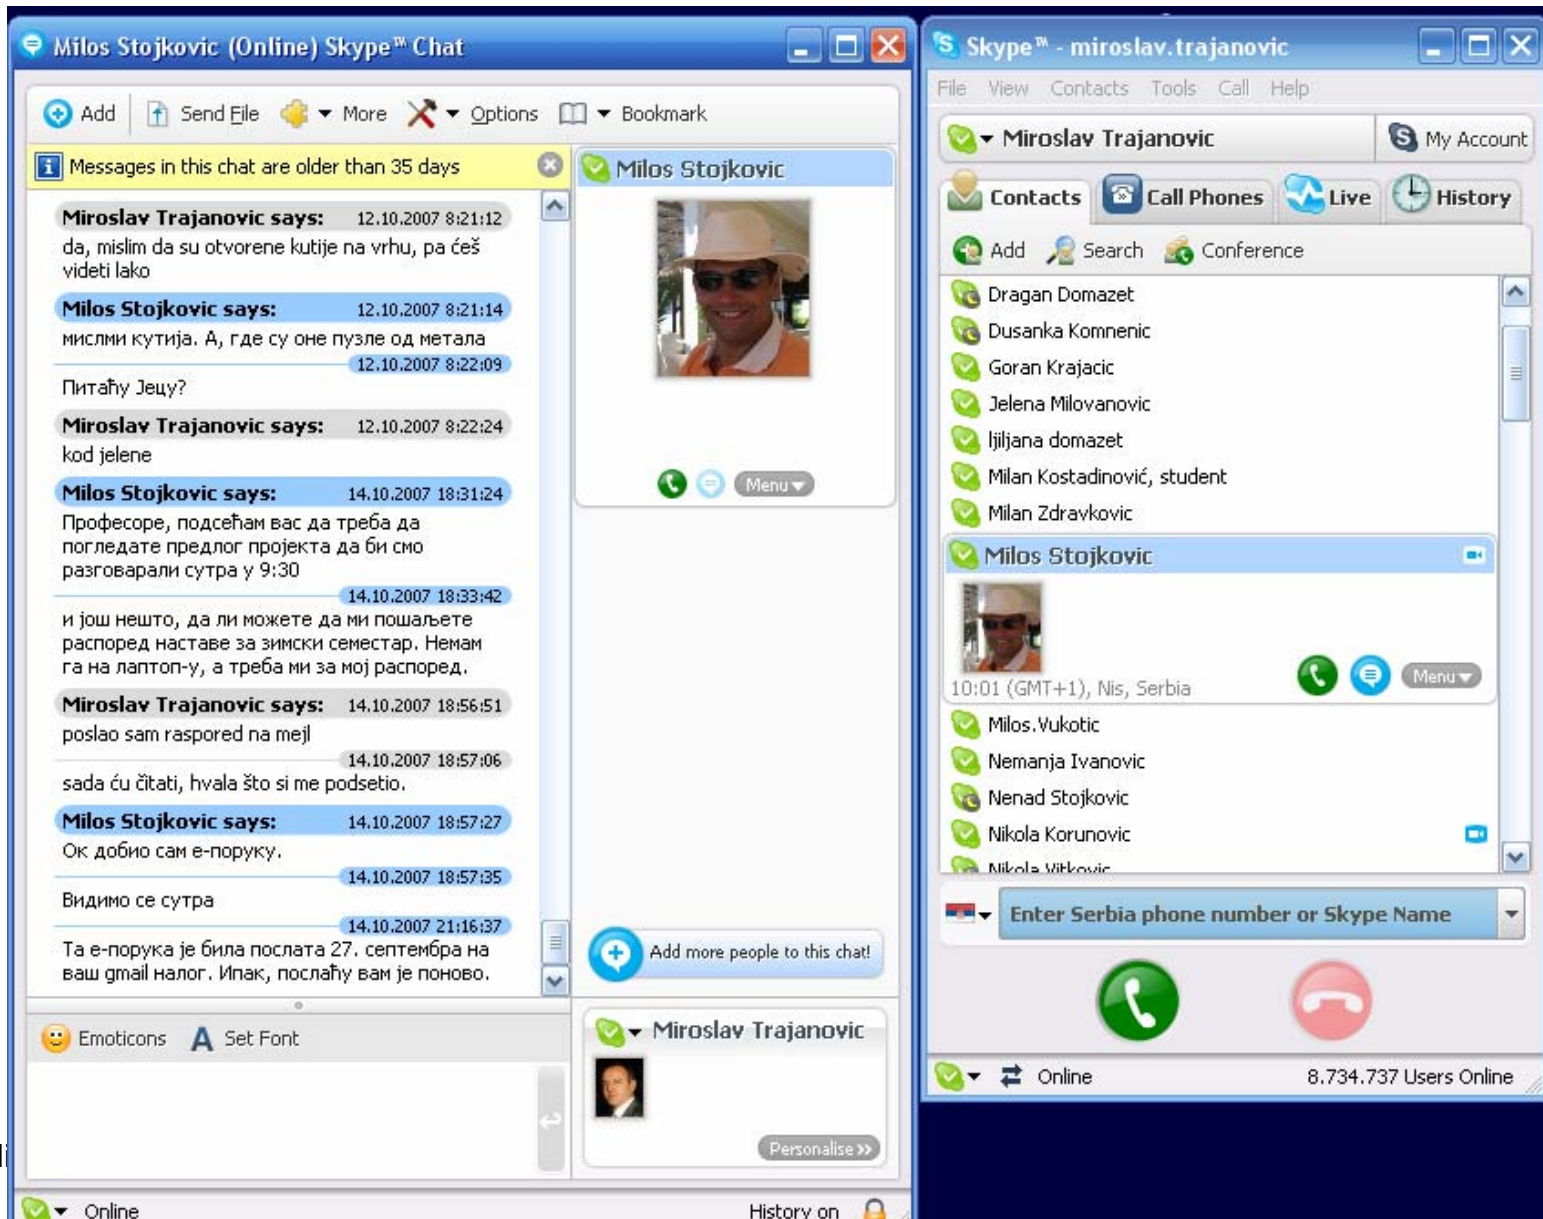 Milos Stojkovic (Online) Skype™ Chat
Add Send File More Options Bookmark
Messages in this chat are older than 35 days
Miroslav Trajanovic says: 12.10.2007 8:21:12
da, mislim da su otvorene kutije na vrhu, pa ćeš
videti lako
Milos Stojkovic says: 12.10.2007 8:21:14
мислми кутија. А, где су оне пузле од метала
12.10.2007 8:22:09
Питаћу Јецу?
Miroslav Trajanovic says: 12.10.2007 8:22:24
kod jelene
Milos Stojkovic says: 14.10.2007 18:31:24
Професоре, подсећам вас да треба да
погледате предлог пројекта да би смо
разговарали сутра у 9:30
14.10.2007 18:33:42
и још нешто, да ли можете да ми пошаљете
распоред наставе за зимски семестар. Немам
га на лаптоп-у, а треба ми за мој распоред.
Miroslav Trajanovic says: 14.10.2007 18:56:51
poslao sam raspored na mejl
14.10.2007 18:57:06
sada ću čitati, hvala što si me podsetio.
Milos Stojkovic says: 14.10.2007 18:57:27
Ок добио сам е-поруку.
14.10.2007 18:57:35
Видимо се сутра
14.10.2007 21:16:37
Та е-порука је била послата 27. септембра на
ваш gmail налог. Ипак, послаћу вам је поново.
Emoticons A Set Font
Online
History on
Milos Stojkovic
Menu
Add more people to this chat!
Miroslav Trajanovic
Personalise >>
Skype™ - miroslav.trajanovic
File View Contacts Tools Call Help
Miroslav Trajanovic My Account
Contacts Call Phones Live History
Add Search Conference
Dragan Domazet
Dusanka Komnenic
Goran Krajacic
Jelena Milovanovic
ljiljana domazet
Milan Kostadinović, student
Milan Zdravkovic
Milos Stojkovic
10:01 (GMT+1), Nis, Serbia Menu
Milos.Vukotic
Nemanja Ivanovic
Nenad Stojkovic
Nikola Korunovic
Nikola Vitkovic
Enter Serbia phone number or Skype Name
Online 8.734.737 Users Online